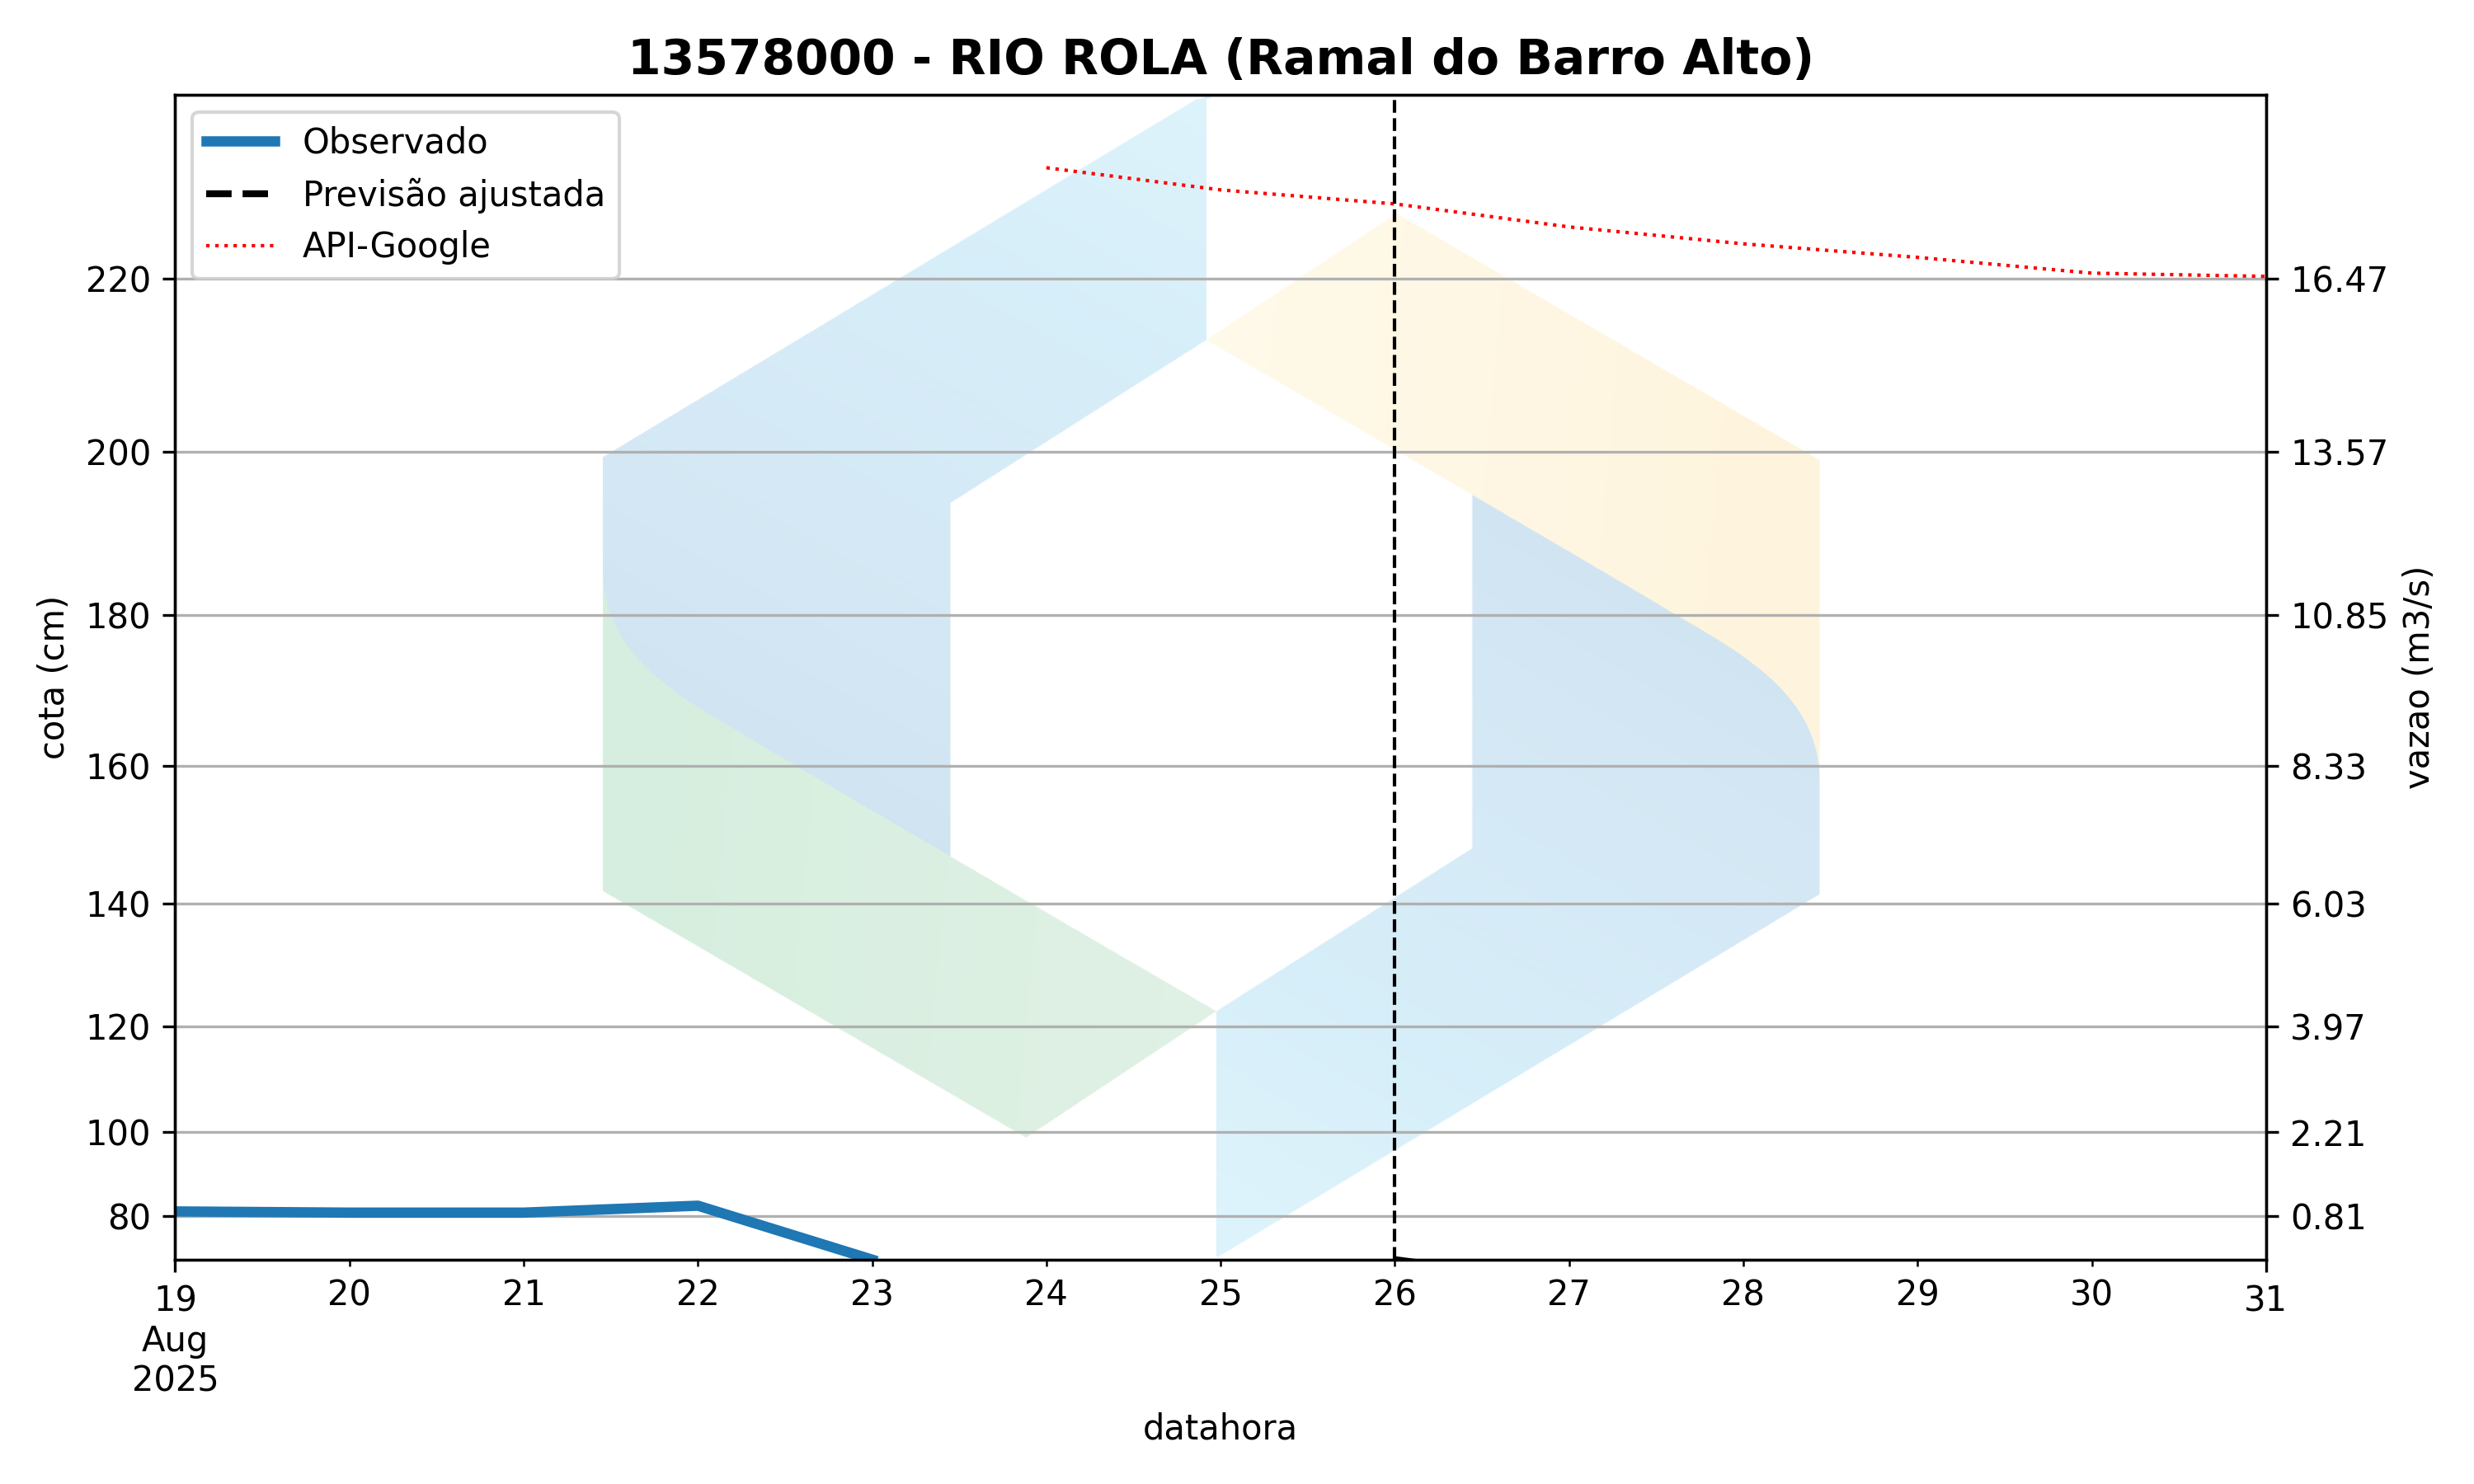 13578000 - RIO ROLA (Ramal do Barro Alto)
Observado
Previsão ajustada
API-Google
220
200
180
160
140
120
100
80
cota (cm)
16.47
13.57
10.85
8.33
6.03
3.97
2.21
0.81
vazao (m3/s)
19 20 21 22 23 24 25 26 27 28 29 30 31
Aug
2025
datahora